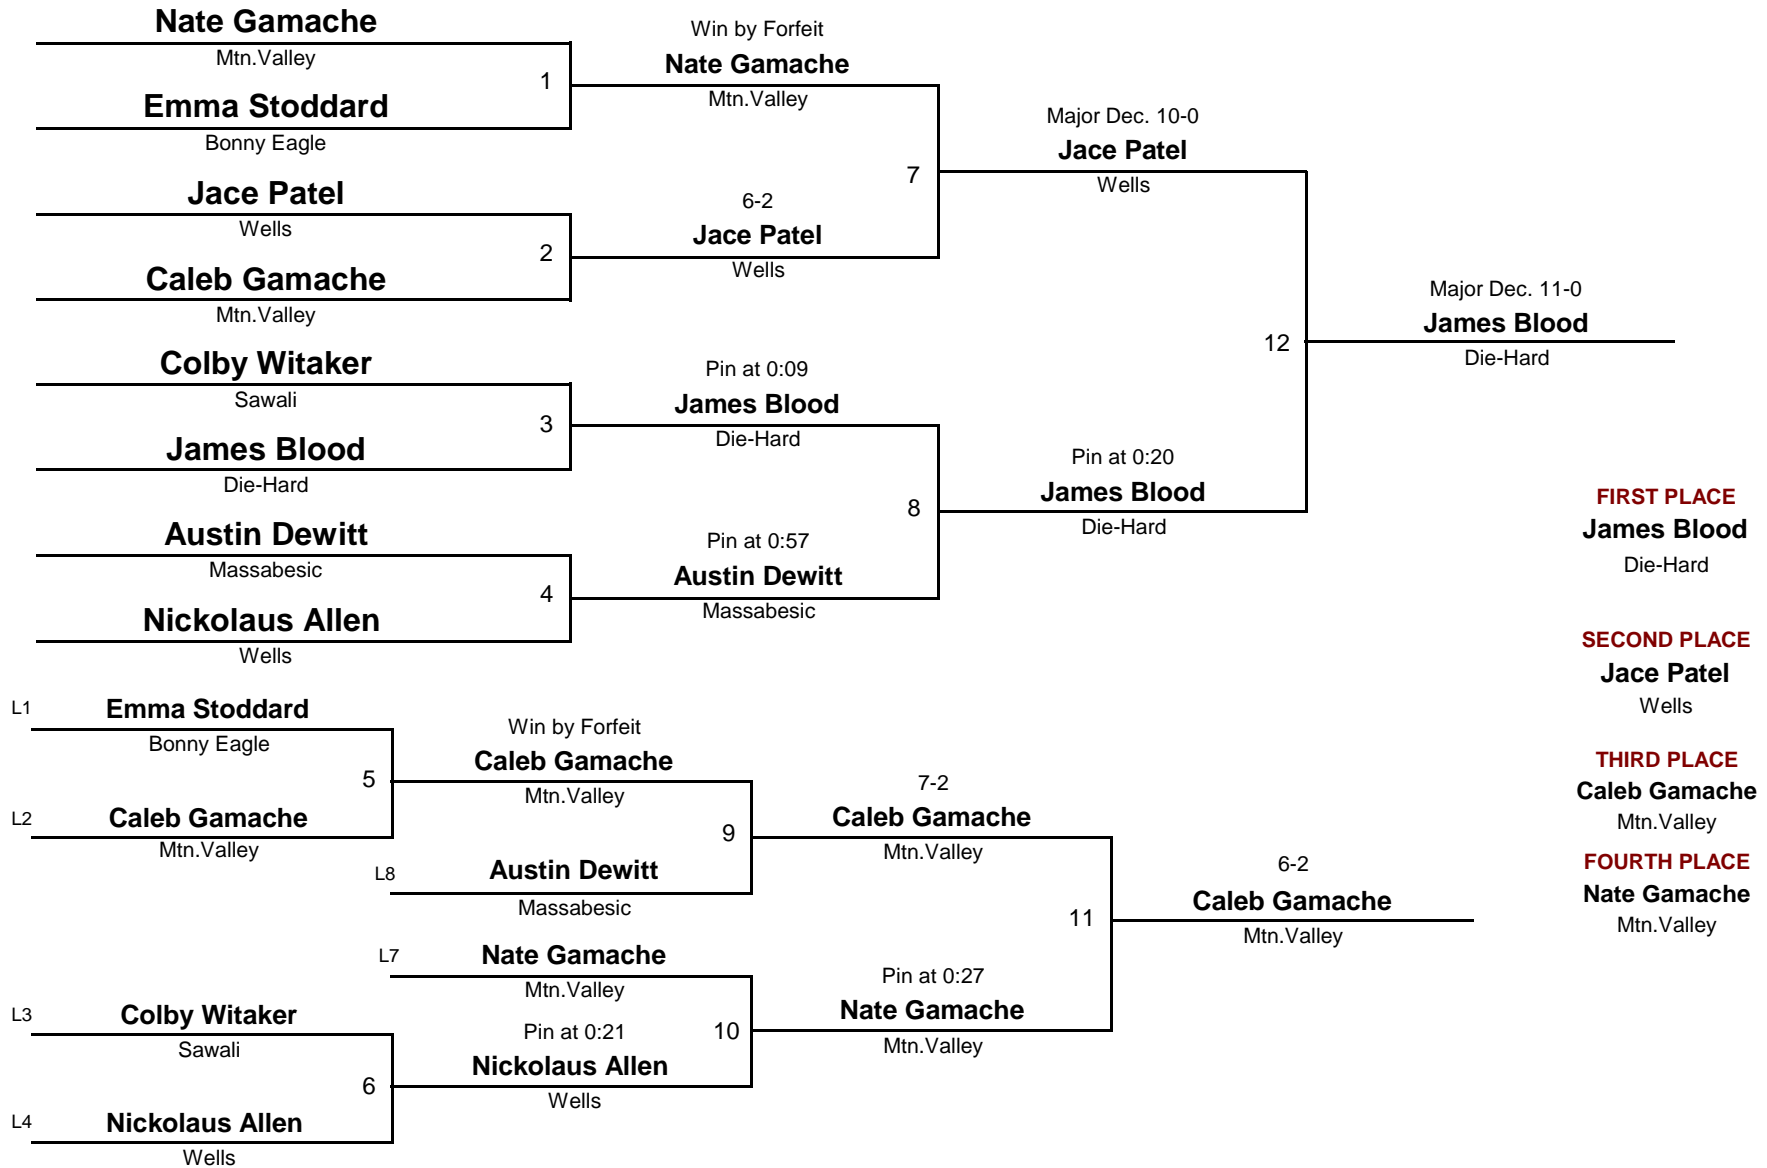 Nate Gamache
Mtn.Valley
1
Emma Stoddard
Bonny Eagle
Jace Patel
Wells
2
Caleb Gamache
Mtn.Valley
Colby Witaker
Sawali
3
James Blood
Die-Hard
Austin Dewitt
Massabesic
4
Nickolaus Allen
Wells
Win by Forfeit
Nate Gamache
Mtn.Valley
7
6-2
Jace Patel
Wells
Pin at 0:09
James Blood
Die-Hard
8
Pin at 0:57
Austin Dewitt
Massabesic
Major Dec. 10-0
Jace Patel
Wells
12
Pin at 0:20
James Blood
Die-Hard
Major Dec. 11-0
James Blood
Die-Hard
FIRST PLACE
James Blood
Die-Hard
SECOND PLACE
Jace Patel
Wells
THIRD PLACE
Caleb Gamache
Mtn.Valley
FOURTH PLACE
Nate Gamache
Mtn.Valley
L1 Emma Stoddard
Bonny Eagle
5
L2 Caleb Gamache
Mtn.Valley
L3 Colby Witaker
Sawali
6
L4 Nickolaus Allen
Wells
Win by Forfeit
Caleb Gamache
Mtn.Valley
9
L8 Austin Dewitt
Massabesic
L7 Nate Gamache
Mtn.Valley
10
Pin at 0:21
Nickolaus Allen
Wells
7-2
Caleb Gamache
Mtn.Valley
11
Pin at 0:27
Nate Gamache
Mtn.Valley
6-2
Caleb Gamache
Mtn.Valley